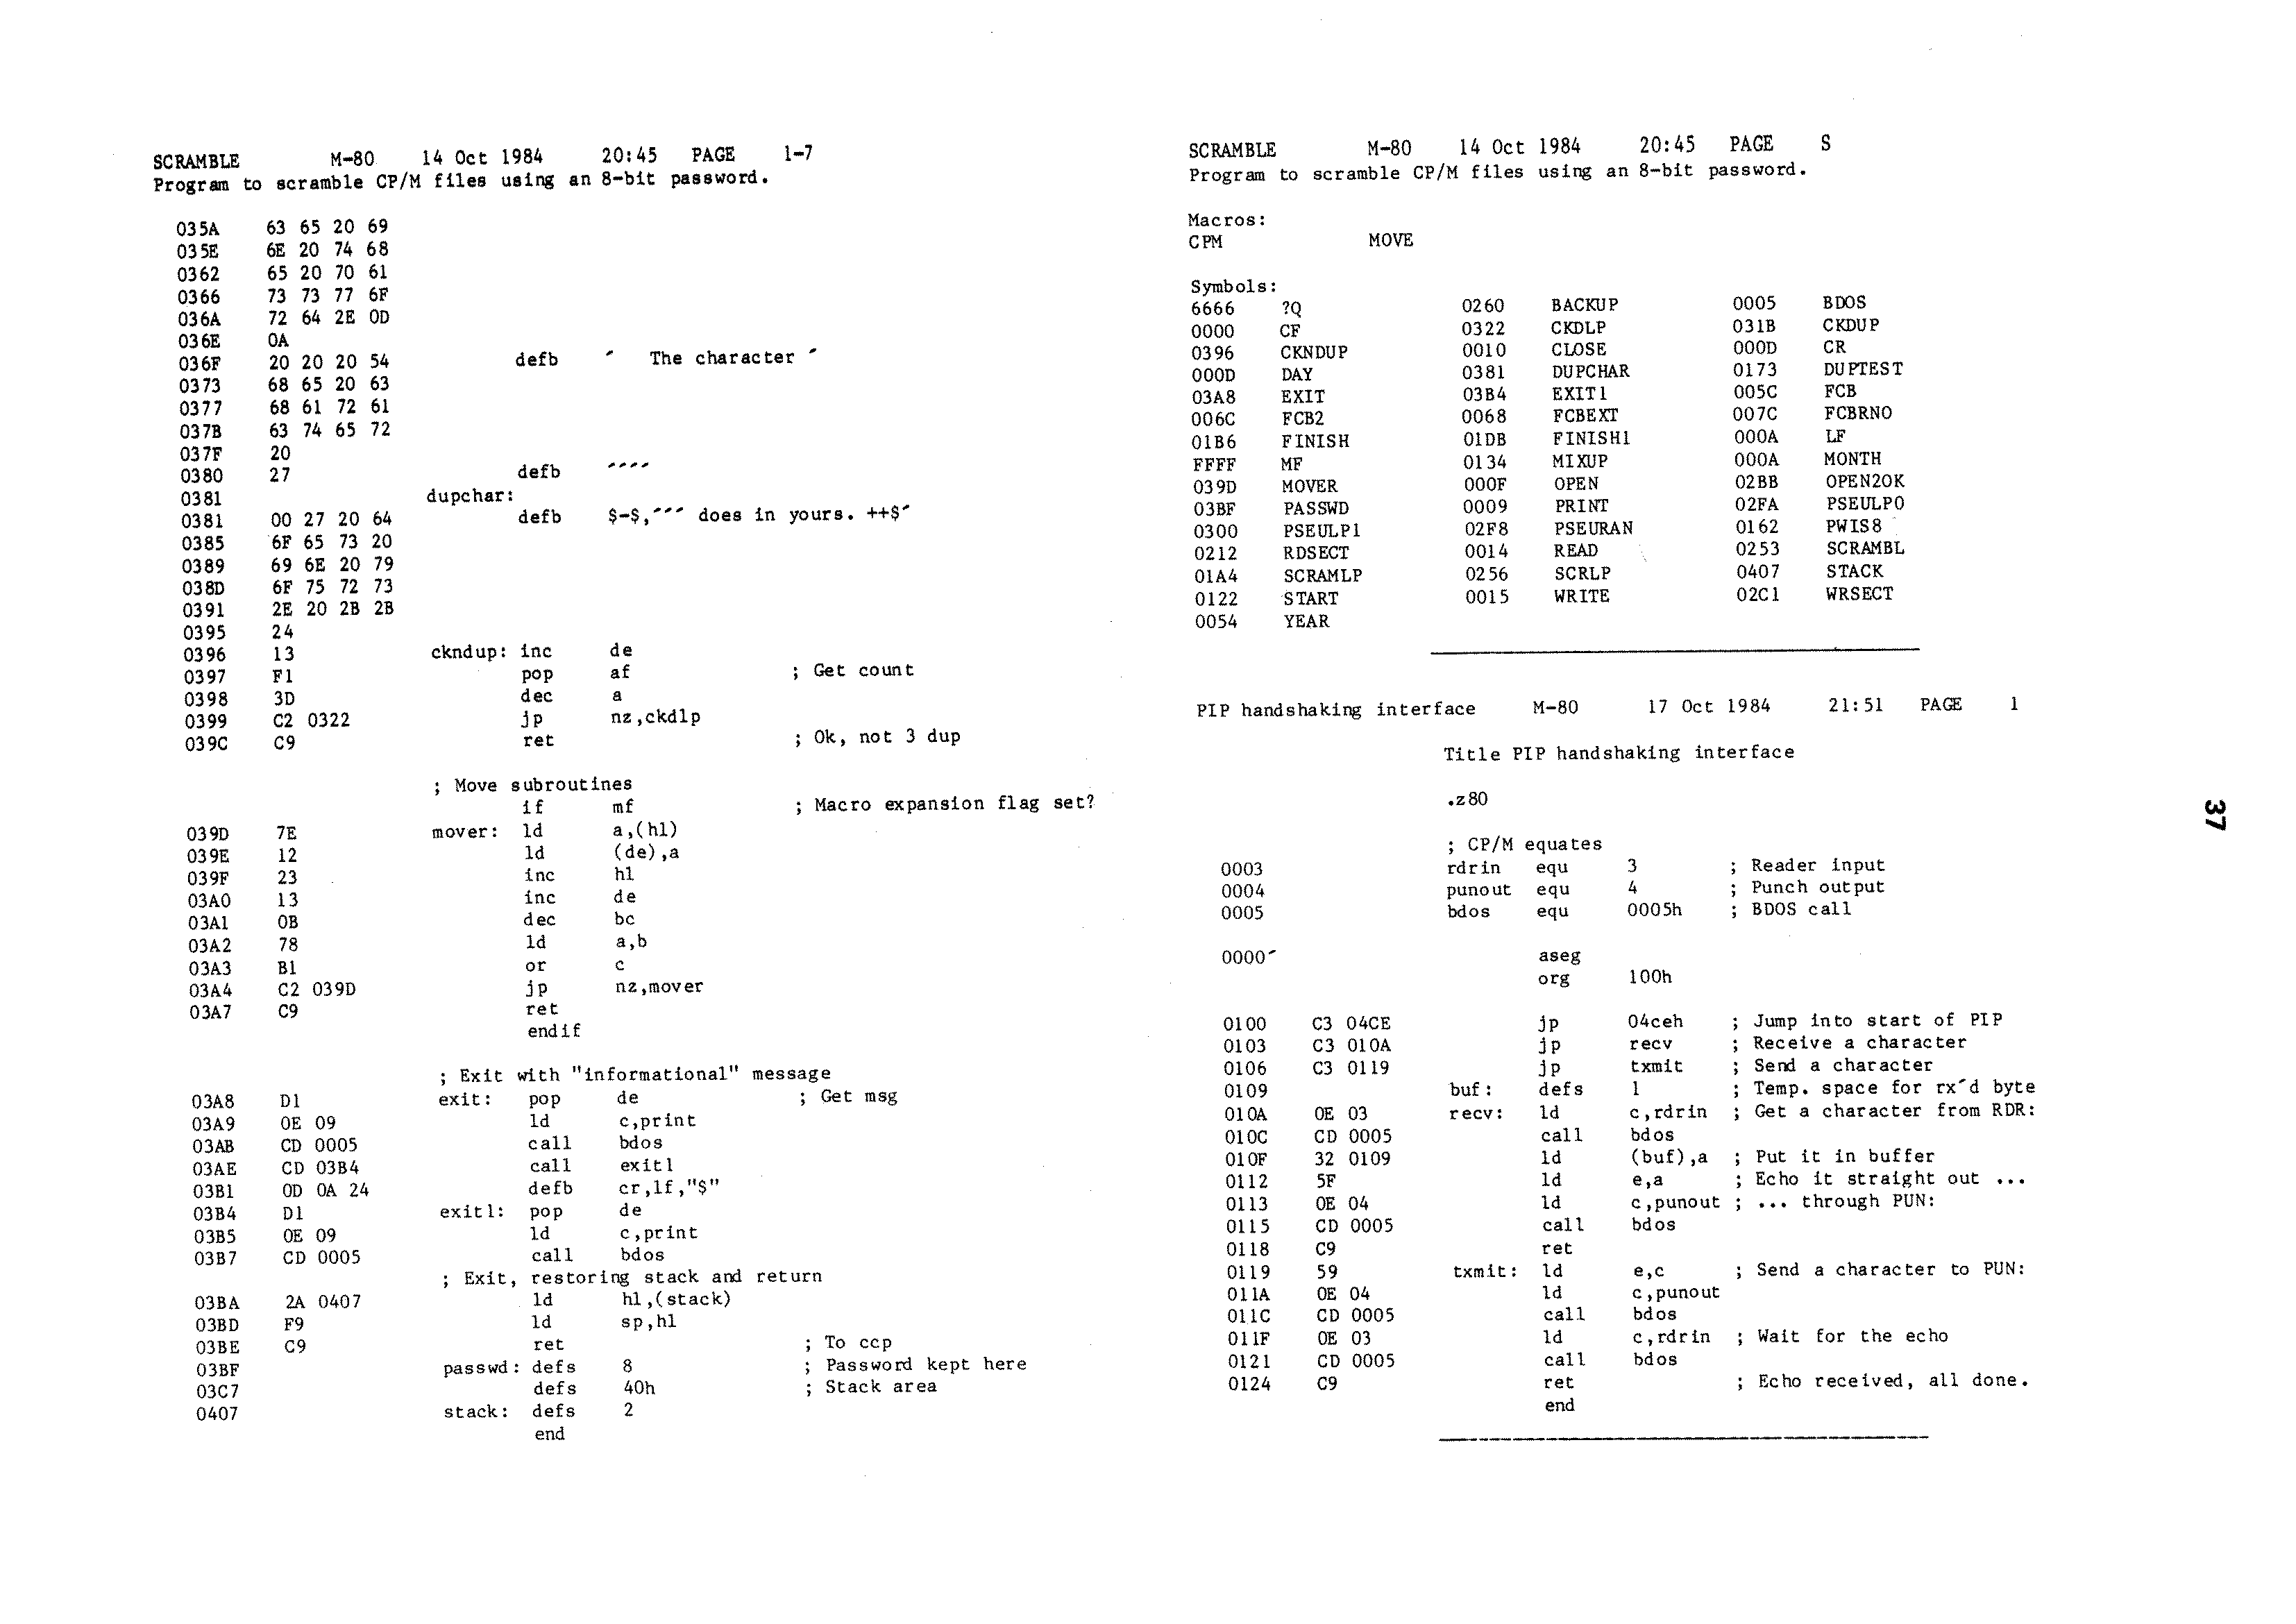 SCRAMBLE M-80 14 Oct 1984 20:45 PAGE 1-7
Program to scramble CP/M files using an 8-bit password.
035A 63 65 20 69
035E 6E 20 74 68
0362 65 20 70 61
0366 73 73 77 6F
036A 72 64 2E 0D
036E 0A
036F 20 20 20 54 defb ´   The character ´
0373 68 65 20 63
0377 68 61 72 61
037B 63 74 65 72
037F 20
0380 27 defb ´´´´
0381 dupchar:
0381 00 27 20 64 defb $-$,´´´ does in yours. ++$´
0385 6F 65 73 20
0389 69 6E 20 79
038D 6F 75 72 73
0391 2E 20 2B 2B
0395 24
0396 13 ckndup: inc de
0397 F1 pop af ; Get count
0398 3D dec a
0399 C2 0322 jp nz,ckdlp
039C C9 ret ; Ok, not 3 dup
; Move subroutines
if mf ; Macro expansion flag set?
039D 7E mover: ld a,(hl)
039E 12 ld (de),a
039F 23 inc hl
03A0 13 inc de
03A1 0B dec bc
03A2 78 ld a,b
03A3 B1 or c
03A4 C2 039D jp nz,mover
03A7 C9 ret
endif
; Exit with "informational" message
03A8 D1 exit: pop de ; Get msg
03A9 0E 09 ld c,print
03AB CD 0005 call bdos
03AE CD 03B4 call exit1
03B1 0D 0A 24 defb cr,lf,"$"
03B4 D1 exit1: pop de
03B5 0E 09 ld c,print
03B7 CD 0005 call bdos
; Exit, restoring stack and return
03BA 2A 0407 ld hl,(stack)
03BD F9 ld sp,hl
03BE C9 ret ; To ccp
03BF passwd: defs 8 ; Password kept here
03C7 defs 40h ; Stack area
0407 stack: defs 2
end
SCRAMBLE M-80 14 Oct 1984 20:45 PAGE S
Program to scramble CP/M files using an 8-bit password.
Macros:
CPM MOVE
Symbols:
6666 ?Q 0260 BACKUP 0005 BDOS
0000 CF 0322 CKDLP 031B CKDUP
0396 CKNDUP 0010 CLOSE 000D CR
000D DAY 0381 DUPCHAR 0173 DUPTEST
03A8 EXIT 03B4 EXIT1 005C FCB
006C FCB2 0068 FCBEXT 007C FCBRNO
01B6 FINISH 01DB FINISH1 000A LF
FFFF MF 0134 MIXUP 000A MONTH
039D MOVER 000F OPEN 02BB OPEN2OK
03BF PASSWD 0009 PRINT 02FA PSEULP0
0300 PSEULP1 02F8 PSEURAN 0162 PWIS8
0212 RDSECT 0014 READ 0253 SCRAMBL
01A4 SCRAMLP 0256 SCRLP 0407 STACK
0122 START 0015 WRITE 02C1 WRSECT
0054 YEAR
PIP handshaking interface M-80 17 Oct 1984 21:51 PAGE 1
Title PIP handshaking interface
.z80
; CP/M equates
0003 rdrin equ 3 ; Reader input
0004 punout equ 4 ; Punch output
0005 bdos equ 0005h ; BDOS call
0000´ aseg
org 100h
0100 C3 04CE jp 04ceh ; Jump into start of PIP
0103 C3 010A jp recv ; Receive a character
0106 C3 0119 jp txmit ; Send a character
0109 buf: defs 1 ; Temp. space for rx´d byte
010A 0E 03 recv: ld c,rdrin ; Get a character from RDR:
010C CD 0005 call bdos
010F 32 0109 ld (buf),a ; Put it in buffer
0112 5F ld e,a ; Echo it straight out ...
0113 0E 04 ld c,punout ; ... through PUN:
0115 CD 0005 call bdos
0118 C9 ret
0119 59 txmit: ld e,c ; Send a character to PUN:
011A 0E 04 ld c,punout
011C CD 0005 call bdos
011F 0E 03 ld c,rdrin ; Wait for the echo
0121 CD 0005 call bdos
0124 C9 ret ; Echo received, all done.
end
37